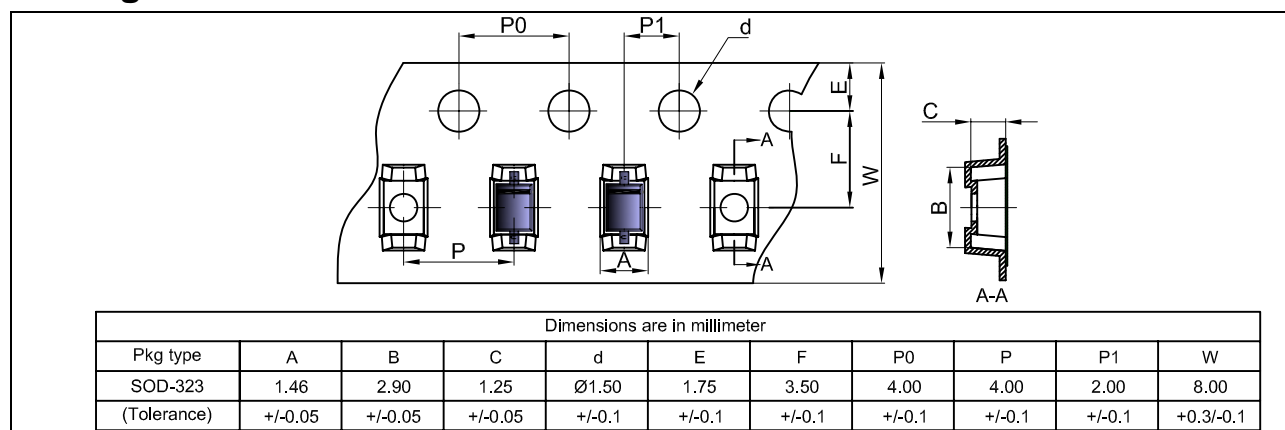 P0 P1 d
E
C
A
F
W
B
P A
A
A-A
Dimensions are in millimeter
Pkg type A B C d E F P0 P P1 W
SOD-323 1.46 2.90 1.25 Ø1.50 1.75 3.50 4.00 4.00 2.00 8.00
(Tolerance) +/-0.05 +/-0.05 +/-0.05 +/-0.1 +/-0.1 +/-0.1 +/-0.1 +/-0.1 +/-0.1 +0.3/-0.1